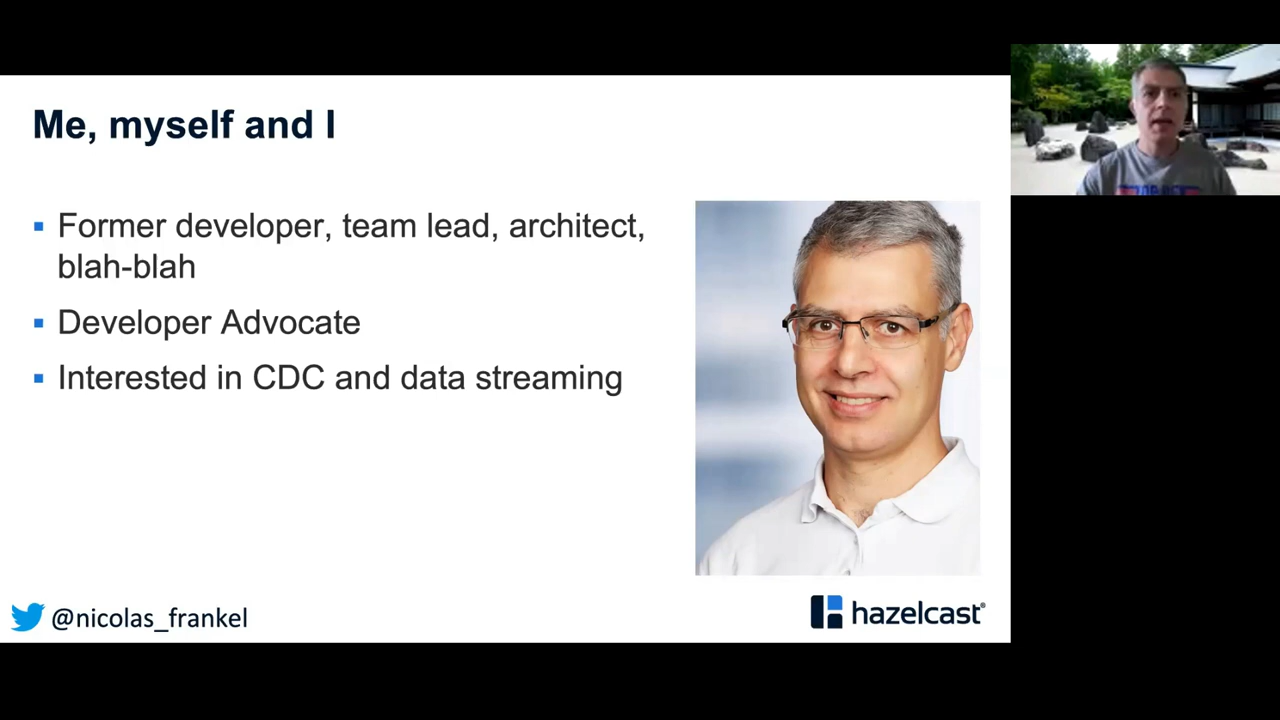 Me, myself and I
▪ Former developer, team lead, architect,
blah-blah
▪ Developer Advocate
▪ Interested in CDC and data streaming
@nicolas_frankel
hazelcast®